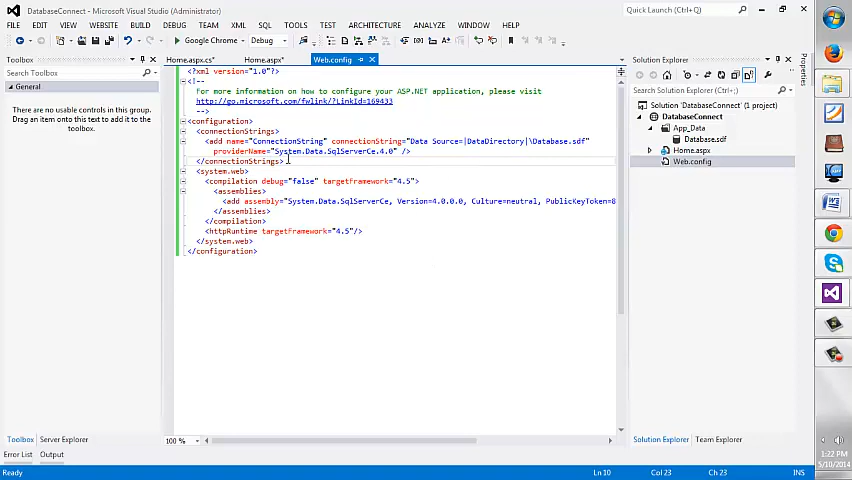 DatabaseConnect - Microsoft Visual Studio (Administrator)
Quick Launch (Ctrl+Q)
FILE EDIT VIEW WEBSITE BUILD DEBUG TEAM XML SQL TOOLS TEST ARCHITECTURE ANALYZE WINDOW HELP
Google Chrome Debug
Toolbox
Search Toolbox
General
There are no usable controls in this group.
Drag an item onto this text to add it to the
toolbox.
Home.aspx.cs* Home.aspx* Web.config
<?xml version="1.0"?>
<!--
For more information on how to configure your ASP.NET application, please visit
http://go.microsoft.com/fwlink/?LinkId=169433
-->
<configuration>
<connectionStrings>
<add name="ConnectionString" connectionString="Data Source=|DataDirectory|\Database.sdf"
providerName="System.Data.SqlServerCe.4.0" />
</connectionStrings>
<system.web>
<compilation debug="false" targetFramework="4.5">
<assemblies>
<add assembly="System.Data.SqlServerCe, Version=4.0.0.0, Culture=neutral, PublicKeyToken=8
</assemblies>
</compilation>
<httpRuntime targetFramework="4.5"/>
</system.web>
</configuration>
100 %
Solution Explorer
Search Solution Explorer (Ctrl+;)
Solution 'DatabaseConnect' (1 project)
DatabaseConnect
App_Data
Database.sdf
Home.aspx
Web.config
Properties
Toolbox Server Explorer
Solution Explorer Team Explorer
Error List Output
Ready
Ln 10 Col 23 Ch 23 INS
1:22 PM
5/10/2014